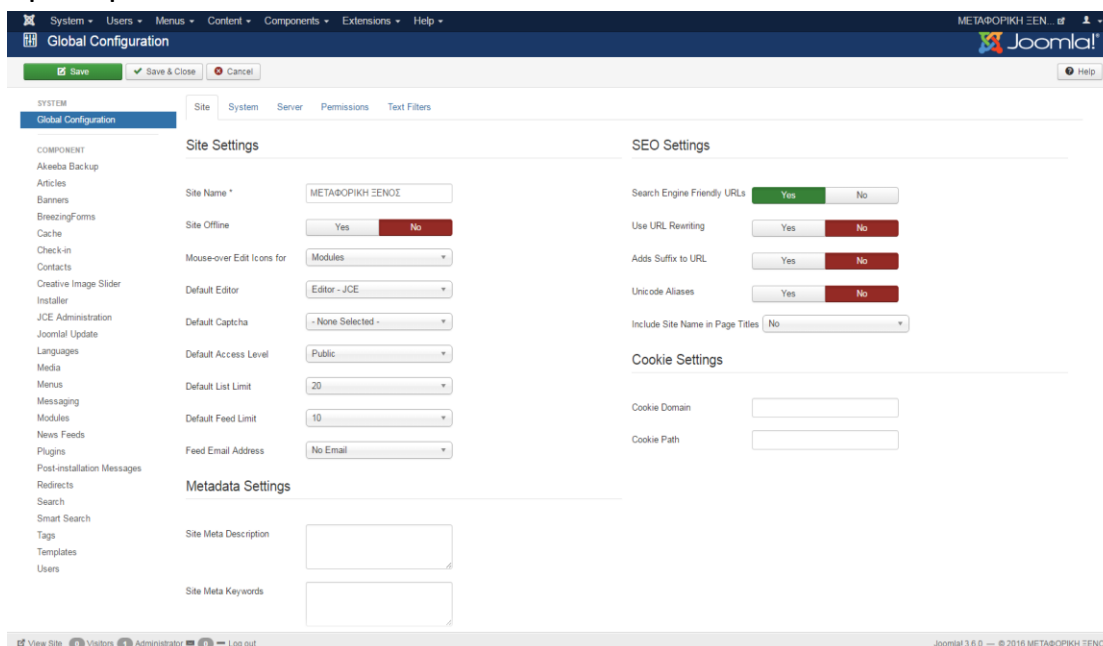 System Users Menus Content Components Extensions Help ΜΕΤΑΦΟΡΙΚΗ ΞΕΝ...
Global Configuration Joomla!
Save Save & Close Cancel Help
SYSTEM
Global Configuration
COMPONENT
Akeeba Backup
Articles
Banners
BreezingForms
Cache
Check-in
Contacts
Creative Image Slider
Installer
JCE Administration
Joomla! Update
Languages
Media
Menus
Messaging
Modules
News Feeds
Plugins
Post-installation Messages
Redirects
Search
Smart Search
Tags
Templates
Users
Site System Server Permissions Text Filters
Site Settings
Site Name * ΜΕΤΑΦΟΡΙΚΗ ΞΕΝΟΣ
Site Offline Yes No
Mouse-over Edit Icons for Modules
Default Editor Editor - JCE
Default Captcha - None Selected -
Default Access Level Public
Default List Limit 20
Default Feed Limit 10
Feed Email Address No Email
Metadata Settings
Site Meta Description
Site Meta Keywords
SEO Settings
Search Engine Friendly URLs Yes No
Use URL Rewriting Yes No
Adds Suffix to URL Yes No
Unicode Aliases Yes No
Include Site Name in Page Titles No
Cookie Settings
Cookie Domain
Cookie Path
View Site 0 Visitors 1 Administrator 0 Log out Joomla! 3.6.0 — © 2016 ΜΕΤΑΦΟΡΙΚΗ ΞΕΝΟ